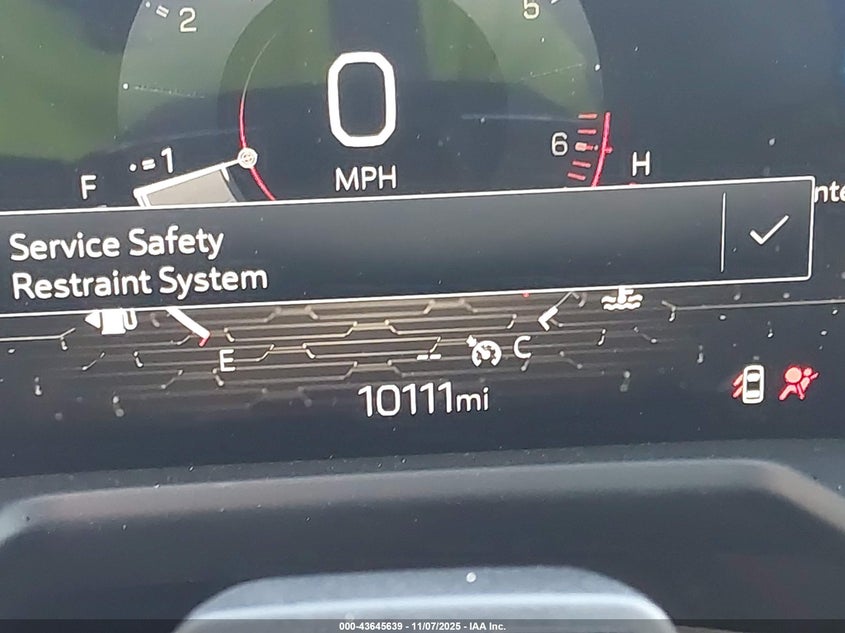 2
5
0
MPH
1
6
F
H
Service Safety
Restraint System
E
--
C
10111mi
000-43645639 - 11/07/2025 - IAA Inc.